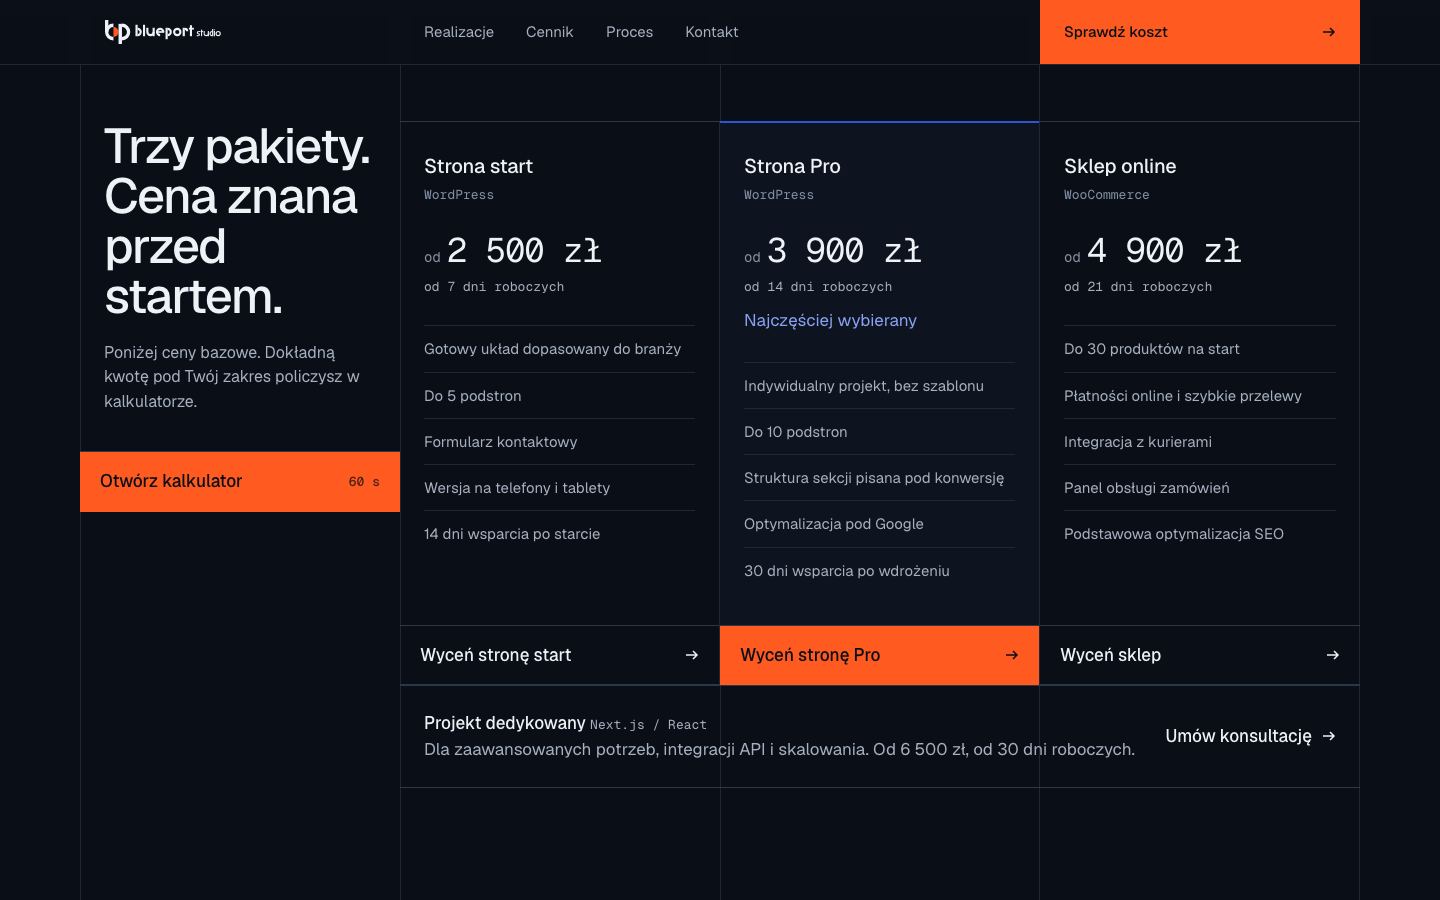 blueport studio
Realizacje
Cennik
Proces
Kontakt
Sprawdź koszt →
Trzy pakiety.
Cena znana
przed
startem.
Poniżej ceny bazowe. Dokładną
kwotę pod Twój zakres policzysz w
kalkulatorze.
Otwórz kalkulator 60 s
Strona start
WordPress
od 2 500 zł
od 7 dni roboczych
Gotowy układ dopasowany do branży
Do 5 podstron
Formularz kontaktowy
Wersja na telefony i tablety
14 dni wsparcia po starcie
Wyceń stronę start →
Strona Pro
WordPress
od 3 900 zł
od 14 dni roboczych
Najczęściej wybierany
Indywidualny projekt, bez szablonu
Do 10 podstron
Struktura sekcji pisana pod konwersję
Optymalizacja pod Google
30 dni wsparcia po wdrożeniu
Wyceń stronę Pro →
Sklep online
WooCommerce
od 4 900 zł
od 21 dni roboczych
Do 30 produktów na start
Płatności online i szybkie przelewy
Integracja z kurierami
Panel obsługi zamówień
Podstawowa optymalizacja SEO
Wyceń sklep →
Projekt dedykowany Next.js / React
Dla zaawansowanych potrzeb, integracji API i skalowania. Od 6 500 zł, od 30 dni roboczych.
Umów konsultację →